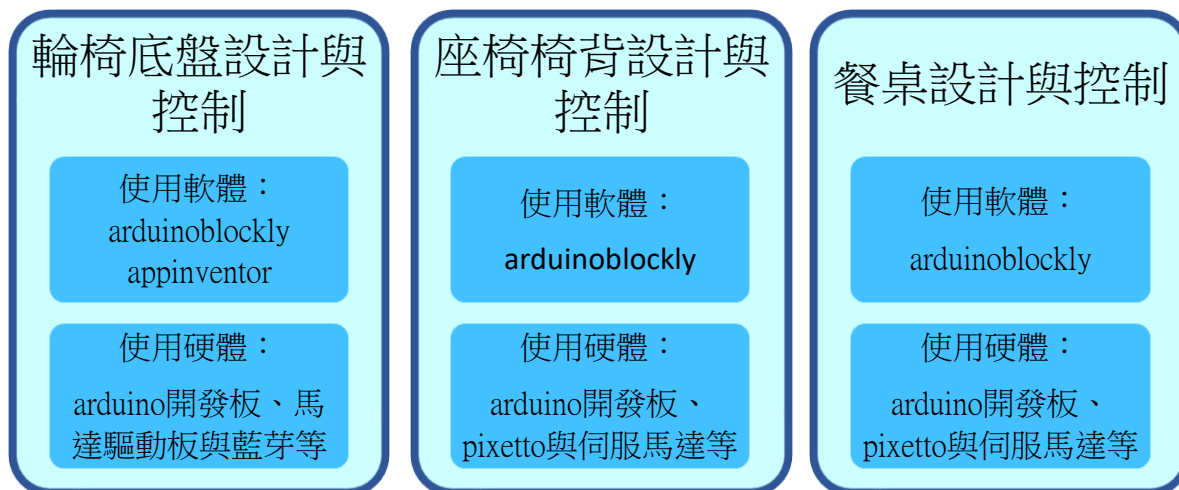 輪椅底盤設計與
控制
使用軟體：
arduinoblockly
appinventor
使用硬體：
arduino開發板、馬
達驅動板與藍芽等
座椅椅背設計與
控制
使用軟體：
arduinoblockly
使用硬體：
arduino開發板、
pixetto與伺服馬達等
餐桌設計與控制
使用軟體：
arduinoblockly
使用硬體：
arduino開發板、
pixetto與伺服馬達等